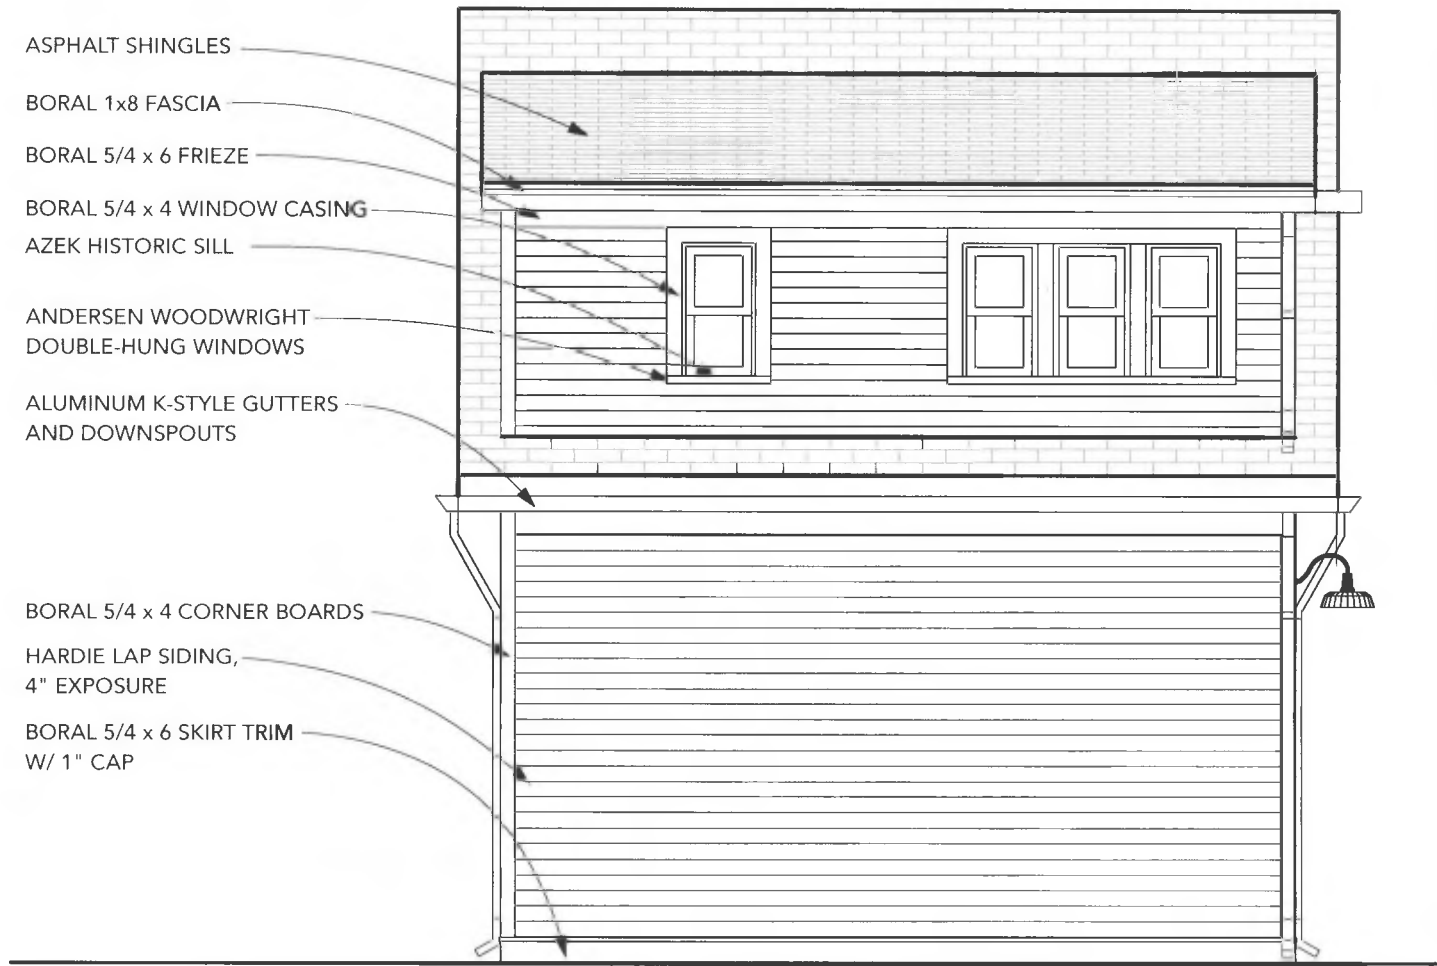 ASPHALT SHINGLES
BORAL 1x8 FASCIA
BORAL 5/4 x 6 FRIEZE
BORAL 5/4 x 4 WINDOW CASING
AZEK HISTORIC SILL
ANDERSEN WOODWRIGHT
DOUBLE-HUNG WINDOWS
ALUMINUM K-STYLE GUTTERS
AND DOWNSPOUTS
BORAL 5/4 x 4 CORNER BOARDS
HARDIE LAP SIDING,
4" EXPOSURE
BORAL 5/4 x 6 SKIRT TRIM
W/ 1" CAP